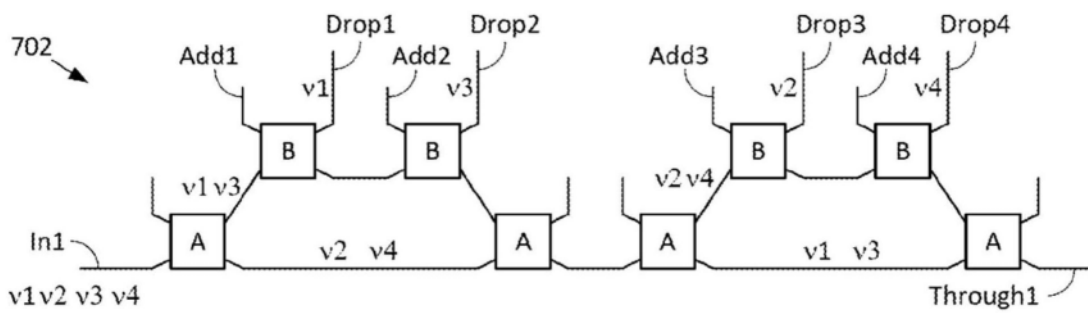 702
Drop1 Drop2 Drop3 Drop4
Add1 Add2 Add3 Add4
ν1 ν3 ν2 ν4
B B B B
ν1 ν3 ν2 ν4
A A A A
In1 ν2 ν4 ν1 ν3
ν1 ν2 ν3 ν4 Through1